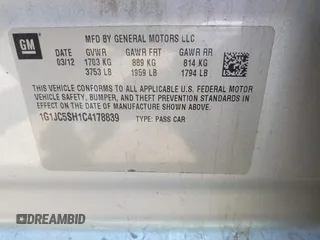 GM
MFD BY GENERAL MOTORS LLC
03/12 GVWR GAWR FRT GAWR RR
1703 KG 889 KG 814 KG
3753 LB 1959 LB 1794 LB
THIS VEHICLE CONFORMS TO ALL APPLICABLE U.S. FEDERAL MOTOR
VEHICLE SAFETY, BUMPER, AND THEFT PREVENTION STANDARDS
IN EFFECT ON THE DATE OF MANUFACTURE SHOWN ABOVE.
1G1JC5SH1C4178839
TYPE: PASS CAR
DREAMBID